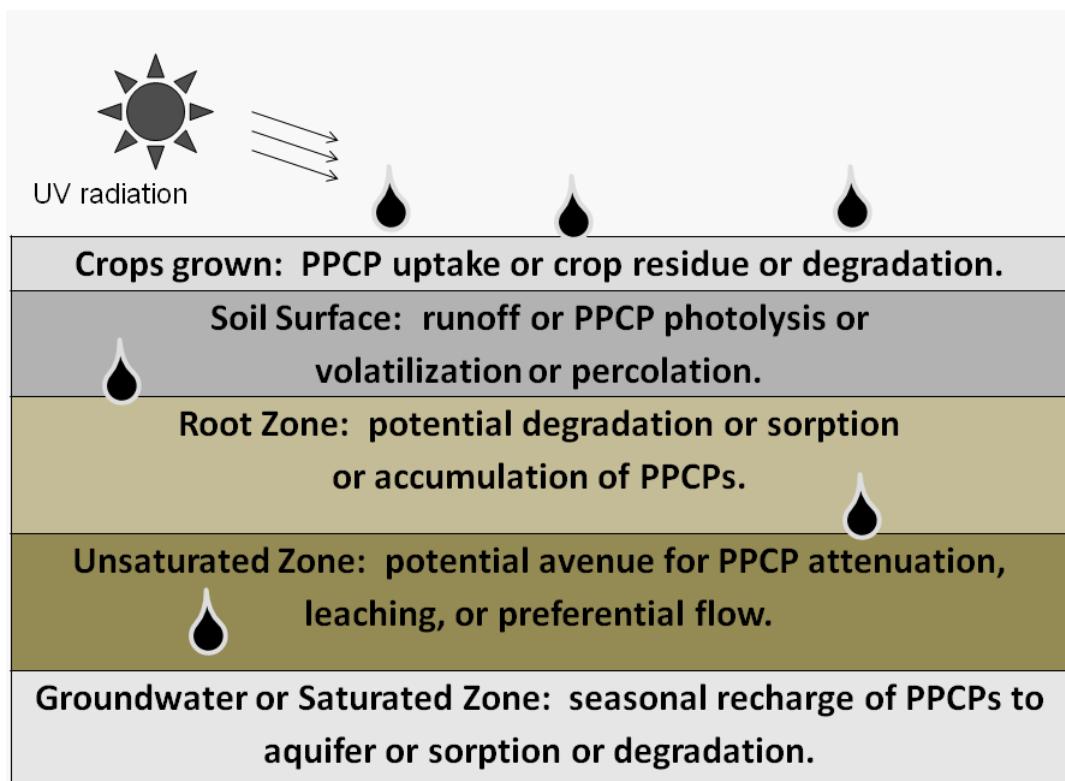 UV radiation
Crops grown:  PPCP uptake or crop residue or degradation.
Soil Surface:  runoff or PPCP photolysis or
volatilization or percolation.
Root Zone:  potential degradation or sorption
or accumulation of PPCPs.
Unsaturated Zone:  potential avenue for PPCP attenuation,
leaching, or preferential flow.
Groundwater or Saturated Zone:  seasonal recharge of PPCPs to
aquifer or sorption or degradation.